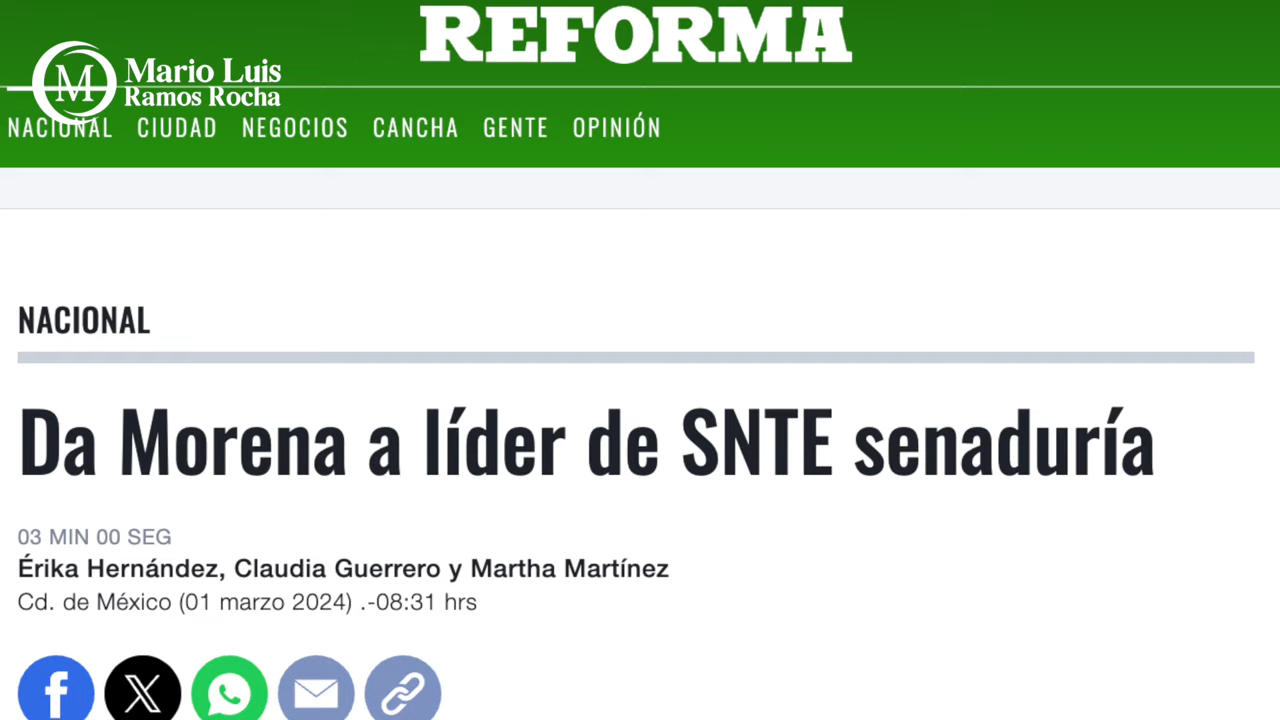 REFORMA
M
Mario Luis
Ramos Rocha
NACIONAL CIUDAD NEGOCIOS CANCHA GENTE OPINIÓN
NACIONAL
Da Morena a líder de SNTE senaduría
03 MIN 00 SEG
Érika Hernández, Claudia Guerrero y Martha Martínez
Cd. de México (01 marzo 2024) .-08:31 hrs